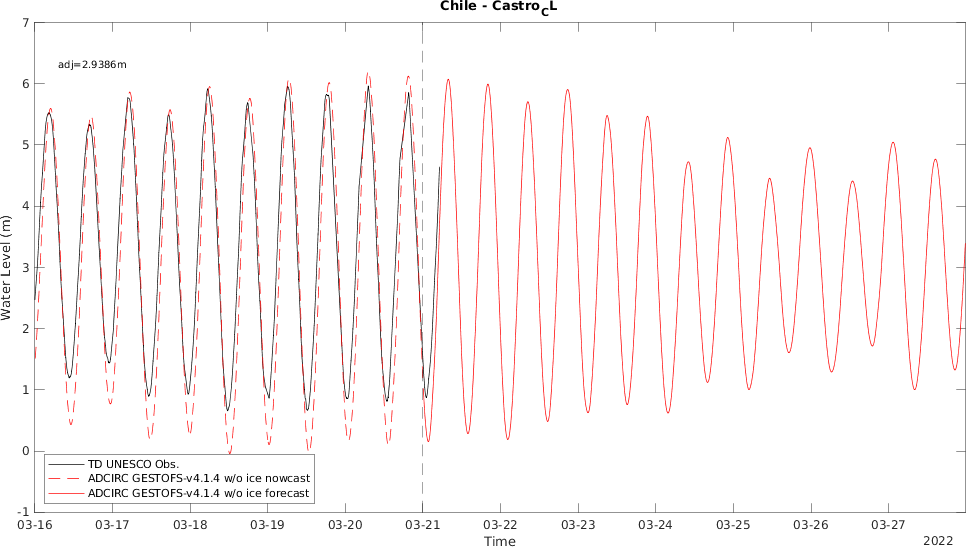 Chile - Castro_CL
7
6
5
4
3
2
1
0
-1
Water Level (m)
adj=2.9386m
TD UNESCO Obs.
ADCIRC GESTOFS-v4.1.4 w/o ice nowcast
ADCIRC GESTOFS-v4.1.4 w/o ice forecast
03-16 03-17 03-18 03-19 03-20 03-21 03-22 03-23 03-24 03-25 03-26 03-27
Time
2022